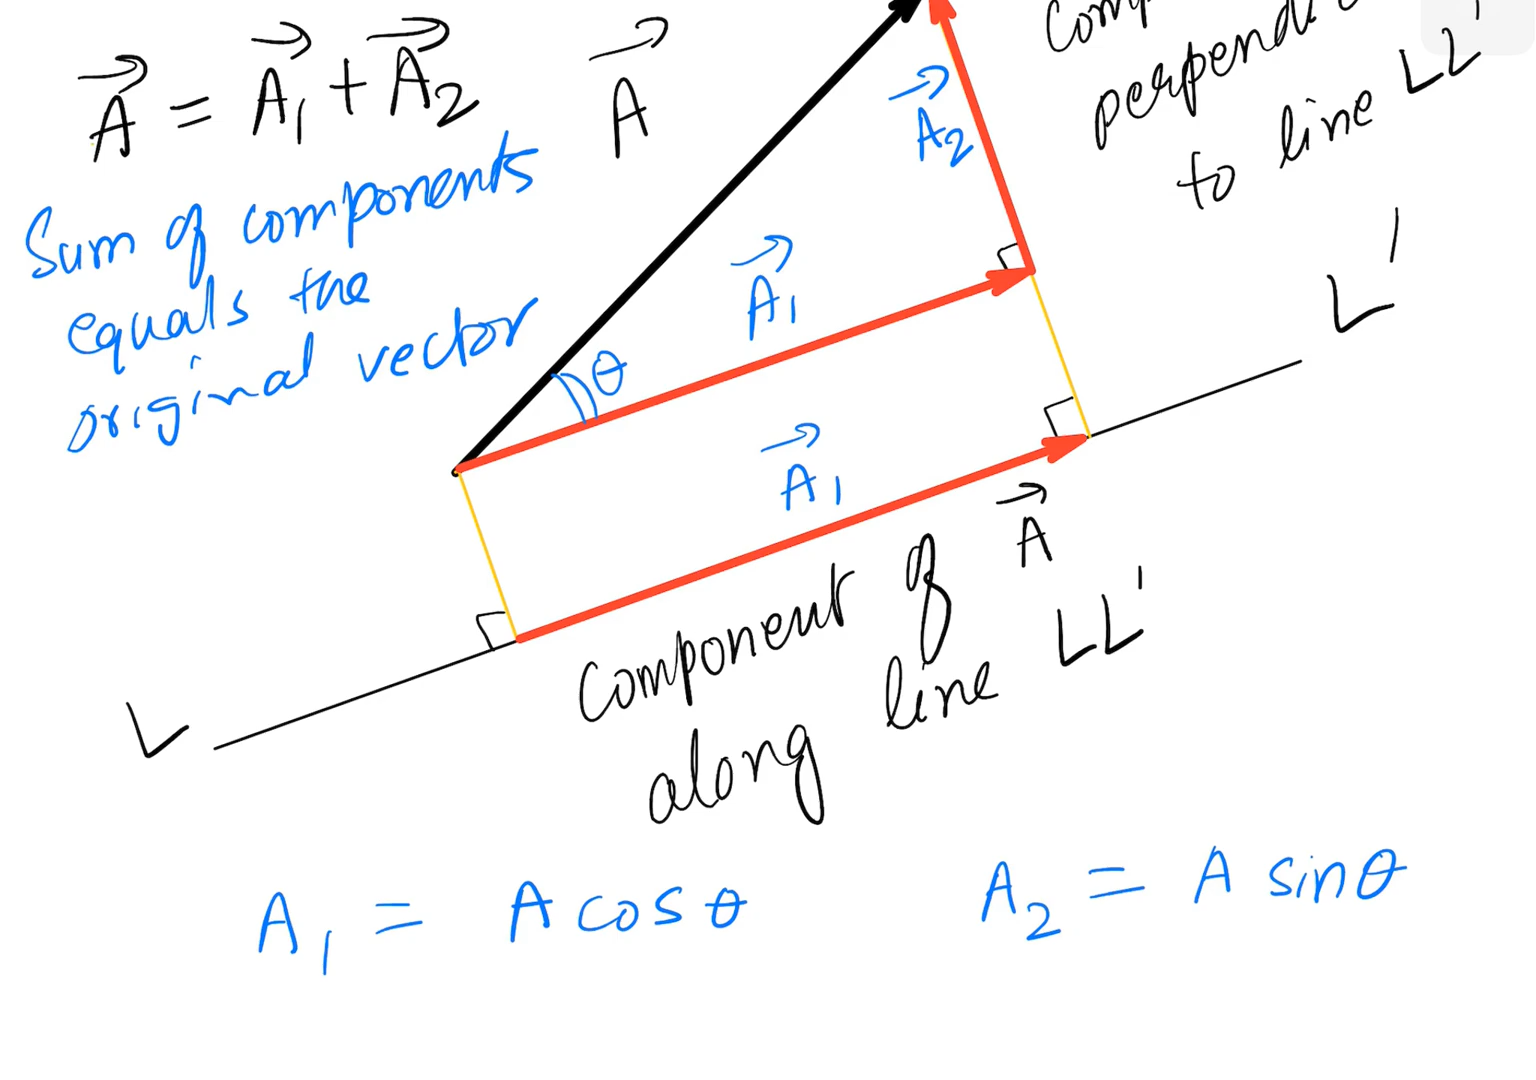 A⃗ = A⃗₁ + A⃗₂
A⃗
Sum of components
equals the
original vector
A⃗₂
to line LL'
A⃗₁
θ
L'
A⃗₁
L
Component of A⃗
along line LL'
A₁ = A cos θ
A₂ = A sin θ